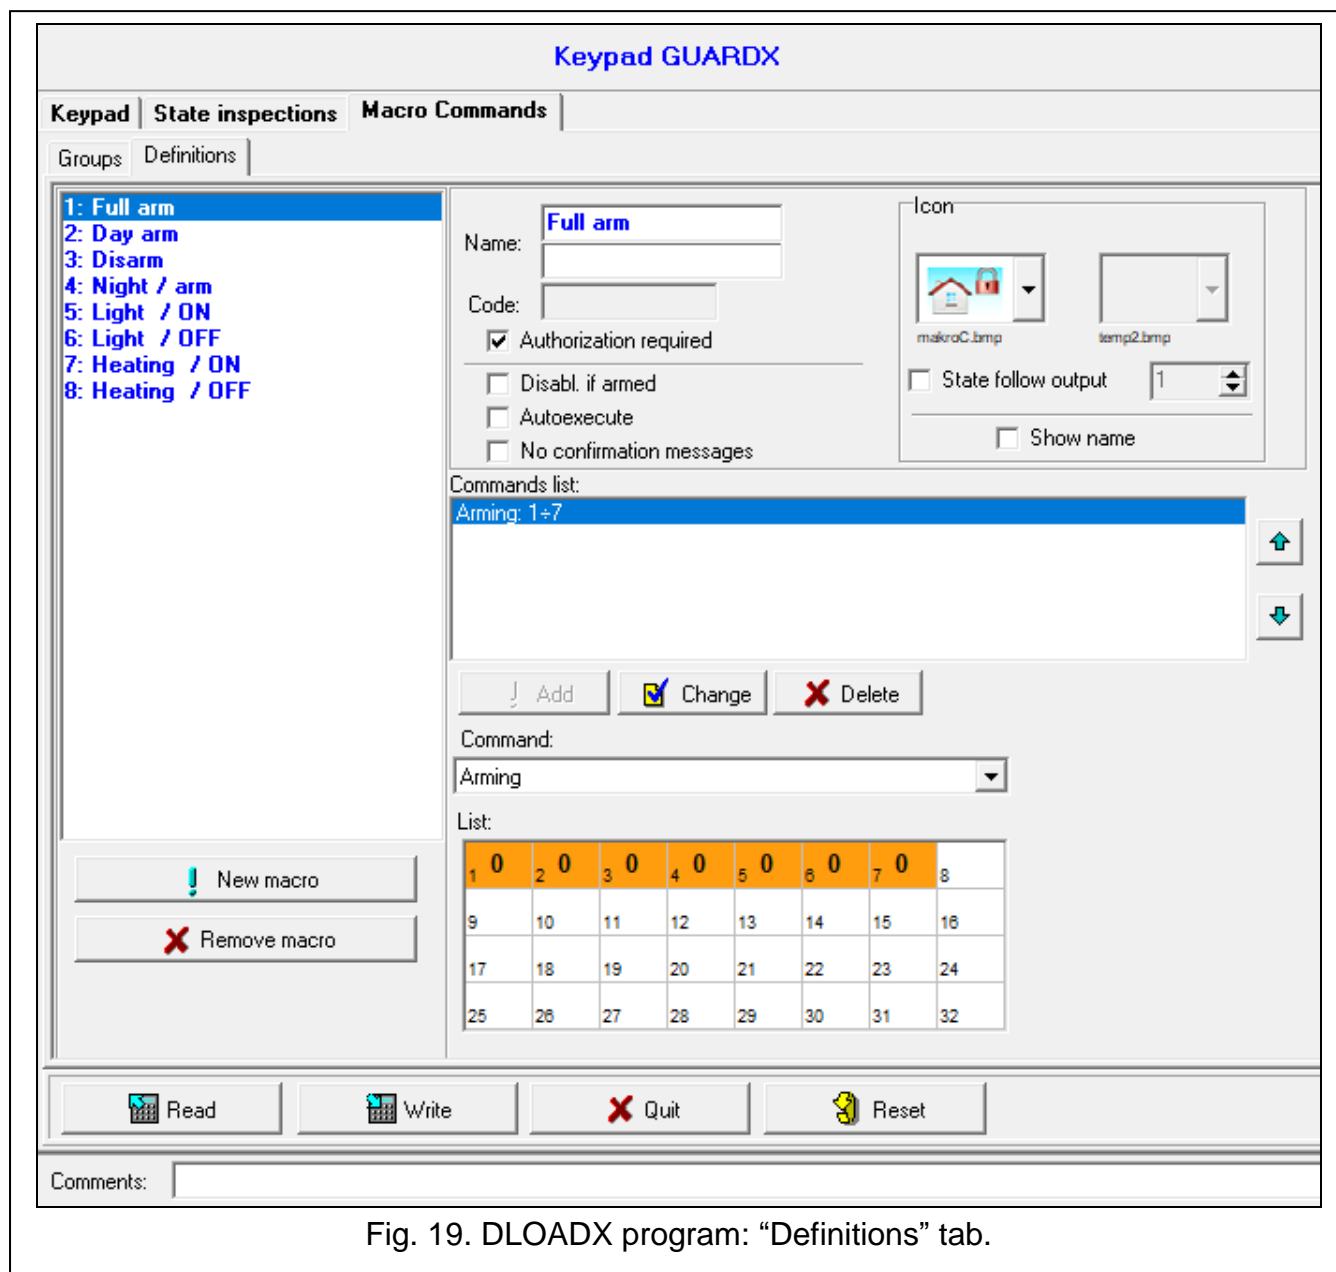 Keypad GUARDX
Keypad State inspections Macro Commands
Groups Definitions
1: Full arm
2: Day arm
3: Disarm
4: Night / arm
5: Light / ON
6: Light / OFF
7: Heating / ON
8: Heating / OFF
New macro
Remove macro
Name: Full arm
Code:
Authorization required
Disabl. if armed
Autoexecute
No confirmation messages
Icon
makroC.bmp temp2.bmp
State follow output 1
Show name
Commands list:
Arming: 1÷7
Add Change Delete
Command:
Arming
List:
1 0 2 0 3 0 4 0 5 0 6 0 7 0 8
9 10 11 12 13 14 15 16
17 18 19 20 21 22 23 24
25 26 27 28 29 30 31 32
Read Write Quit Reset
Comments:
Fig. 19. DLOADX program: “Definitions” tab.